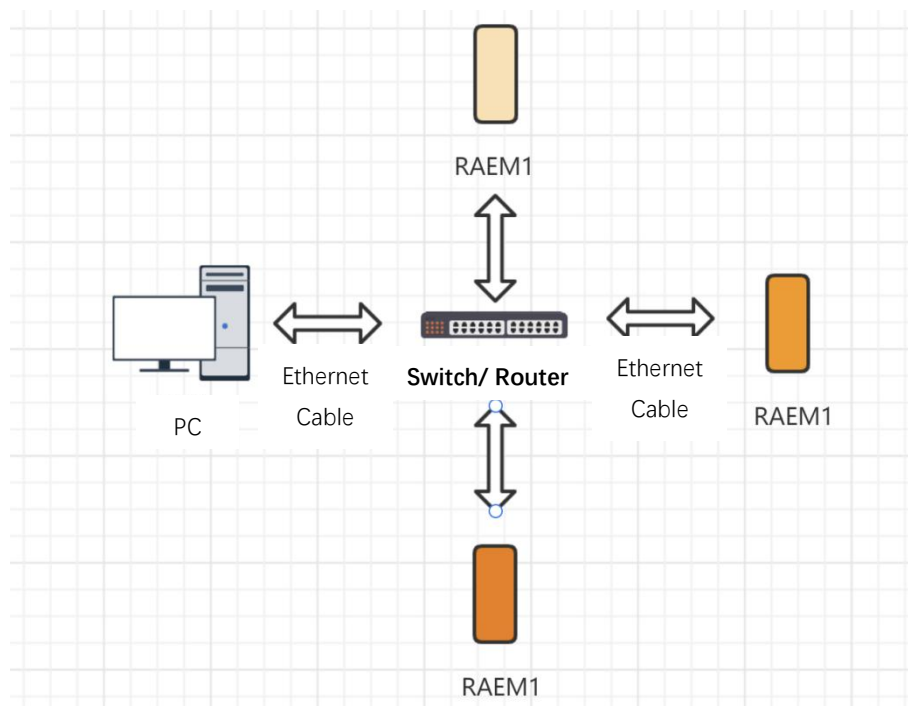 RAEM1
Ethernet
Cable
Switch/ Router
Ethernet
Cable
PC
RAEM1
RAEM1